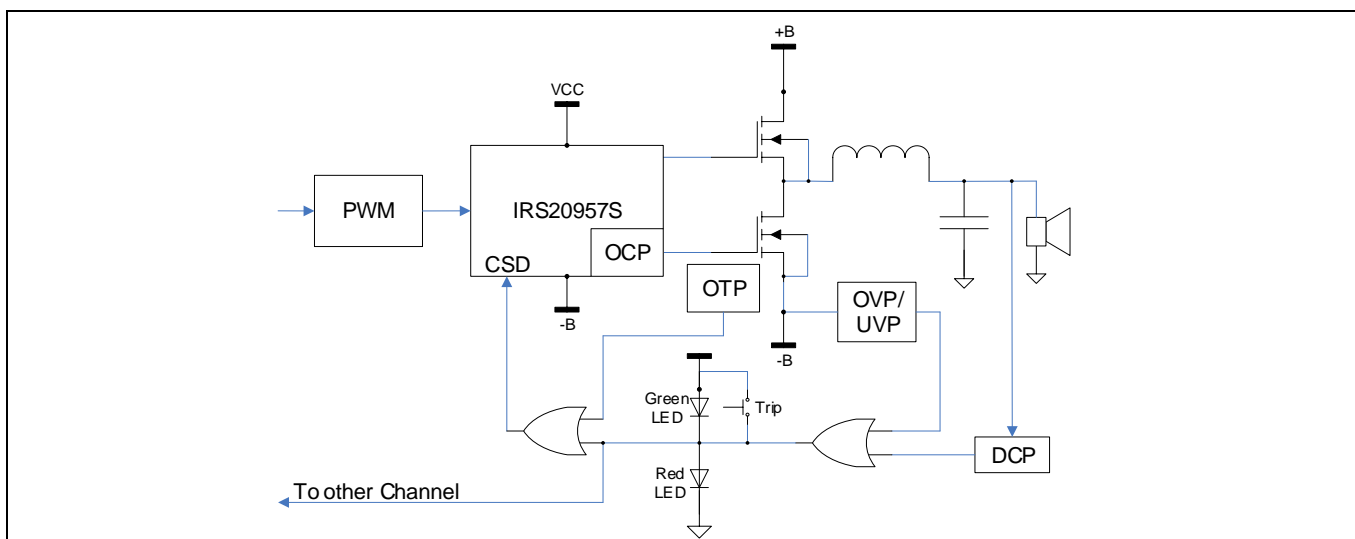 +B
VCC
PWM
IRS20957S
OCP
CSD
OTP
OVP/
UVP
-B
-B
Green
LED
Trip
DCP
Red
LED
To other Channel